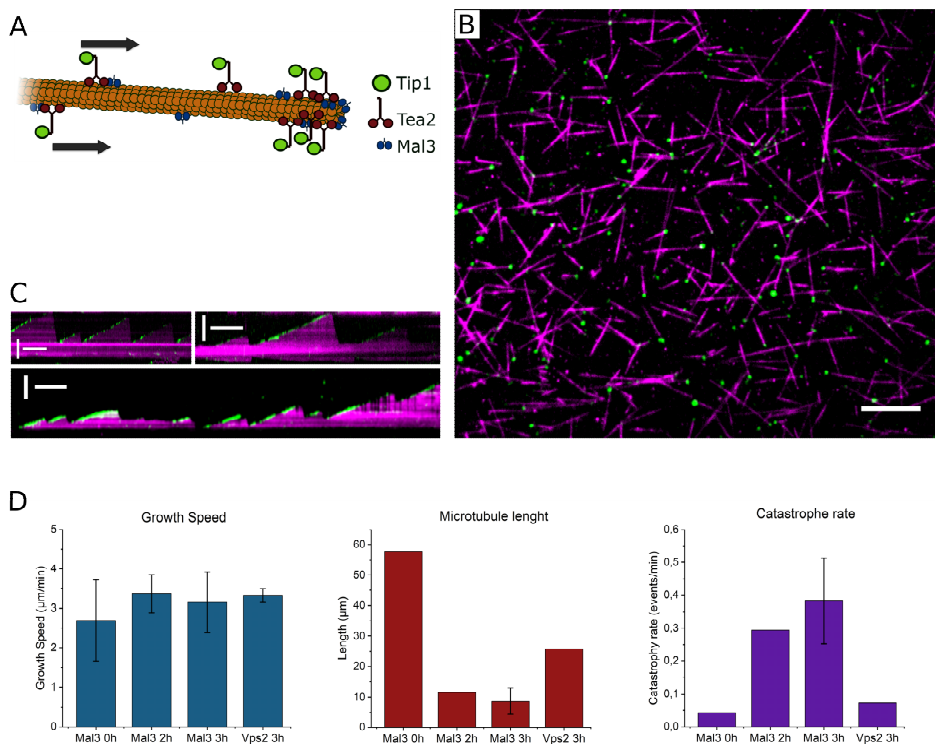 A
Tip1
Tea2
Mal3
B
C
D
Growth Speed
Growth Speed (μm/min)
5
4
3
2
1
0
Mal3 0h Mal3 2h Mal3 3h Vps2 3h
Microtubule lenght
Length (μm)
60
50
40
30
20
10
0
Mal3 0h Mal3 2h Mal3 3h Vps2 3h
Catastrophe rate
Catastrophy rate (events/min)
0,6
0,5
0,4
0,3
0,2
0,1
0,0
Mal3 0h Mal3 2h Mal3 3h Vps2 3h